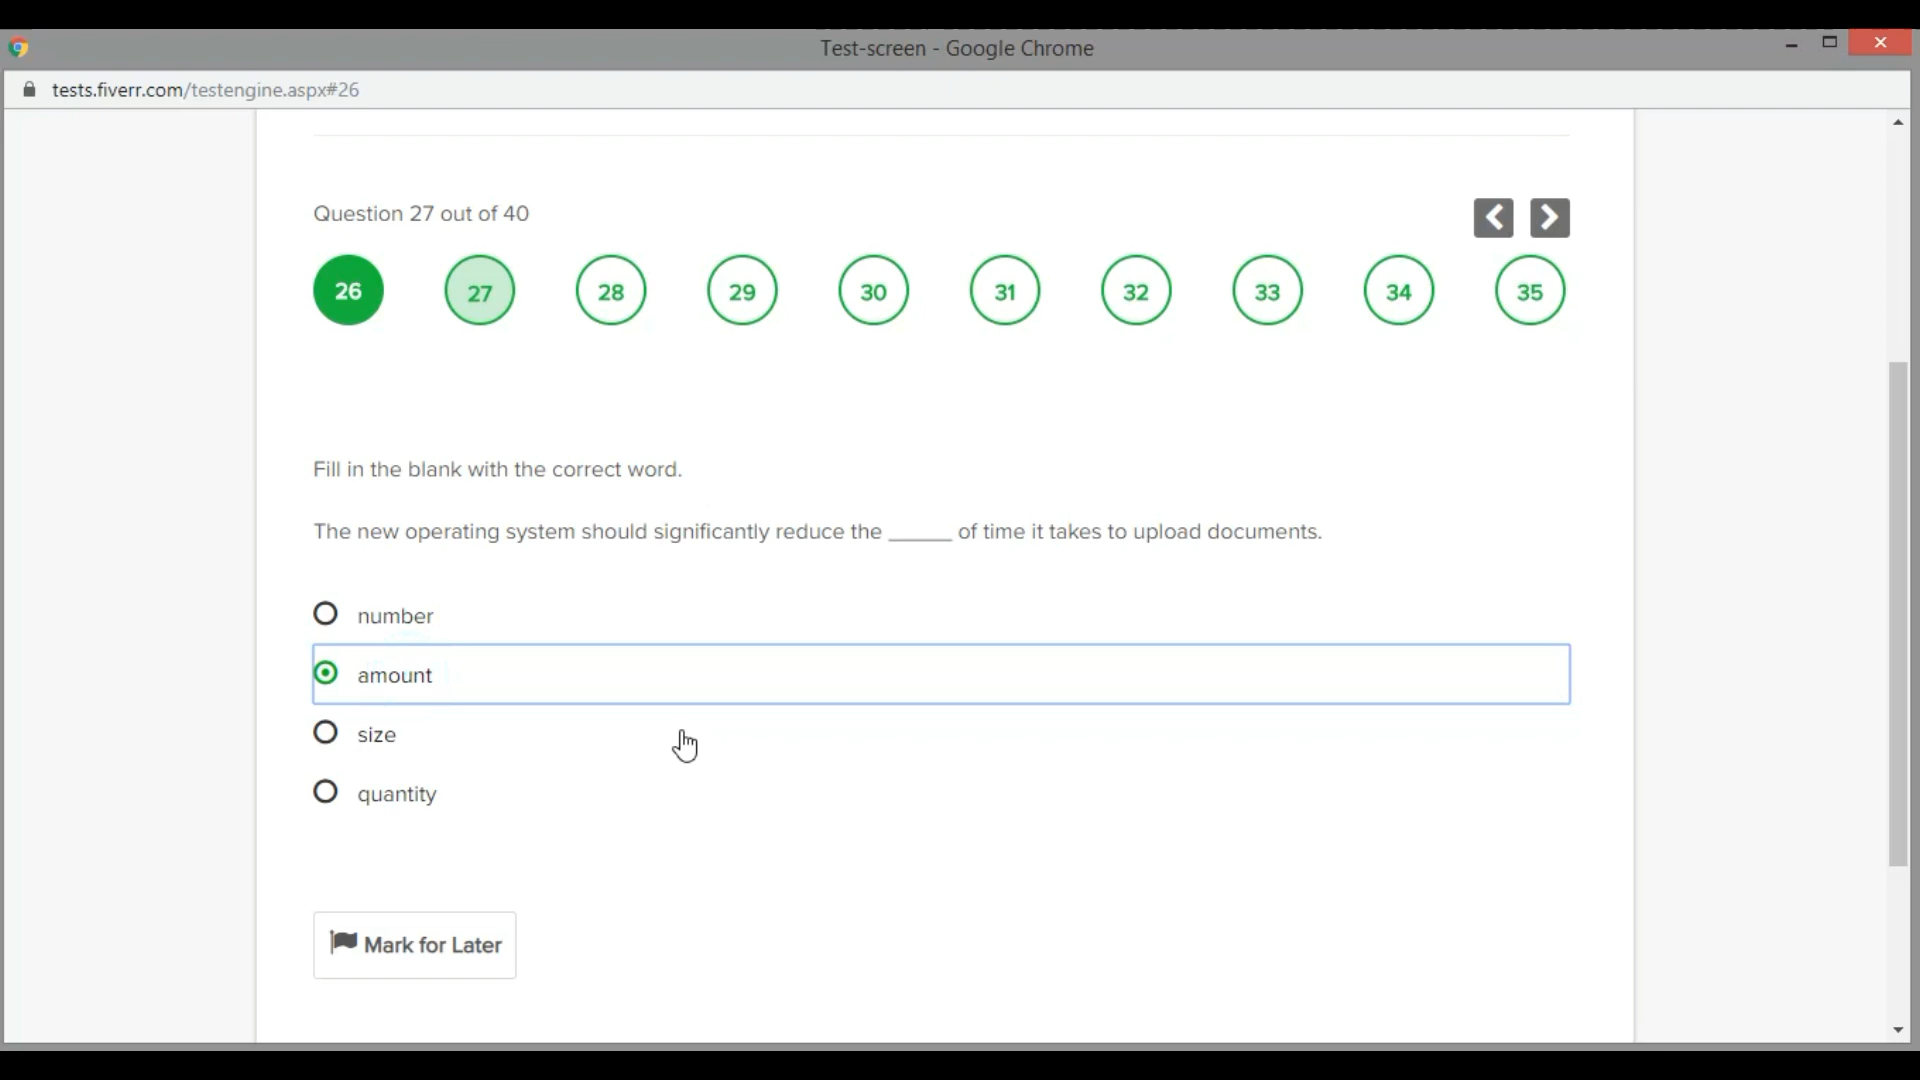 Test-screen - Google Chrome
tests.fiverr.com/testengine.aspx#26
Question 27 out of 40
26 27 28 29 30 31 32 33 34 35
Fill in the blank with the correct word.
The new operating system should significantly reduce the ______ of time it takes to upload documents.
number
amount
size
quantity
Mark for Later